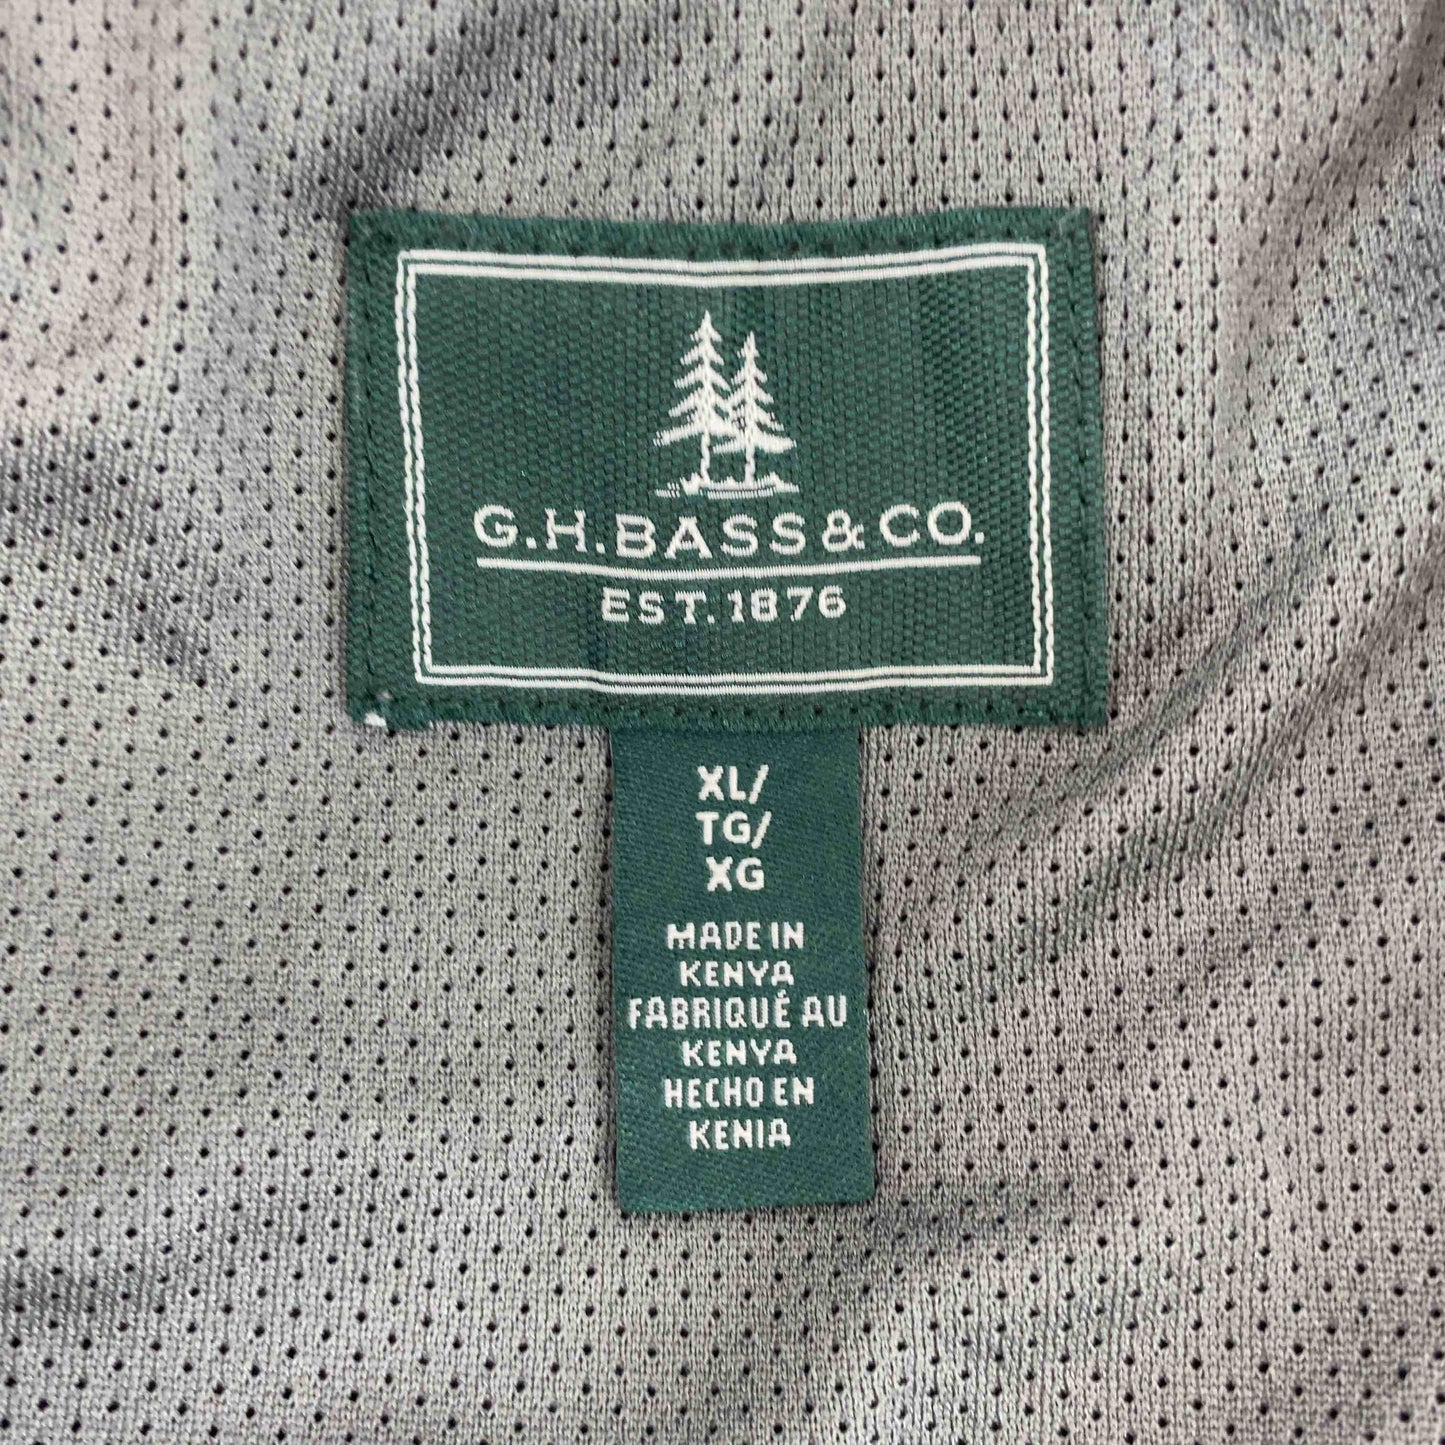 G.H.BASS&CO.
EST.1876
XL/
TG/
XG
MADE IN
KENYA
FABRIQUÉ AU
KENYA
HECHO EN
KENIA